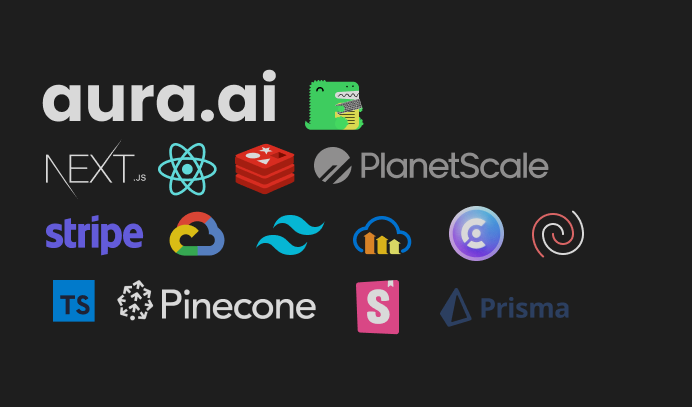 aura.ai
NEXT.JS
PlanetScale
stripe
TS
Pinecone
S
Prisma